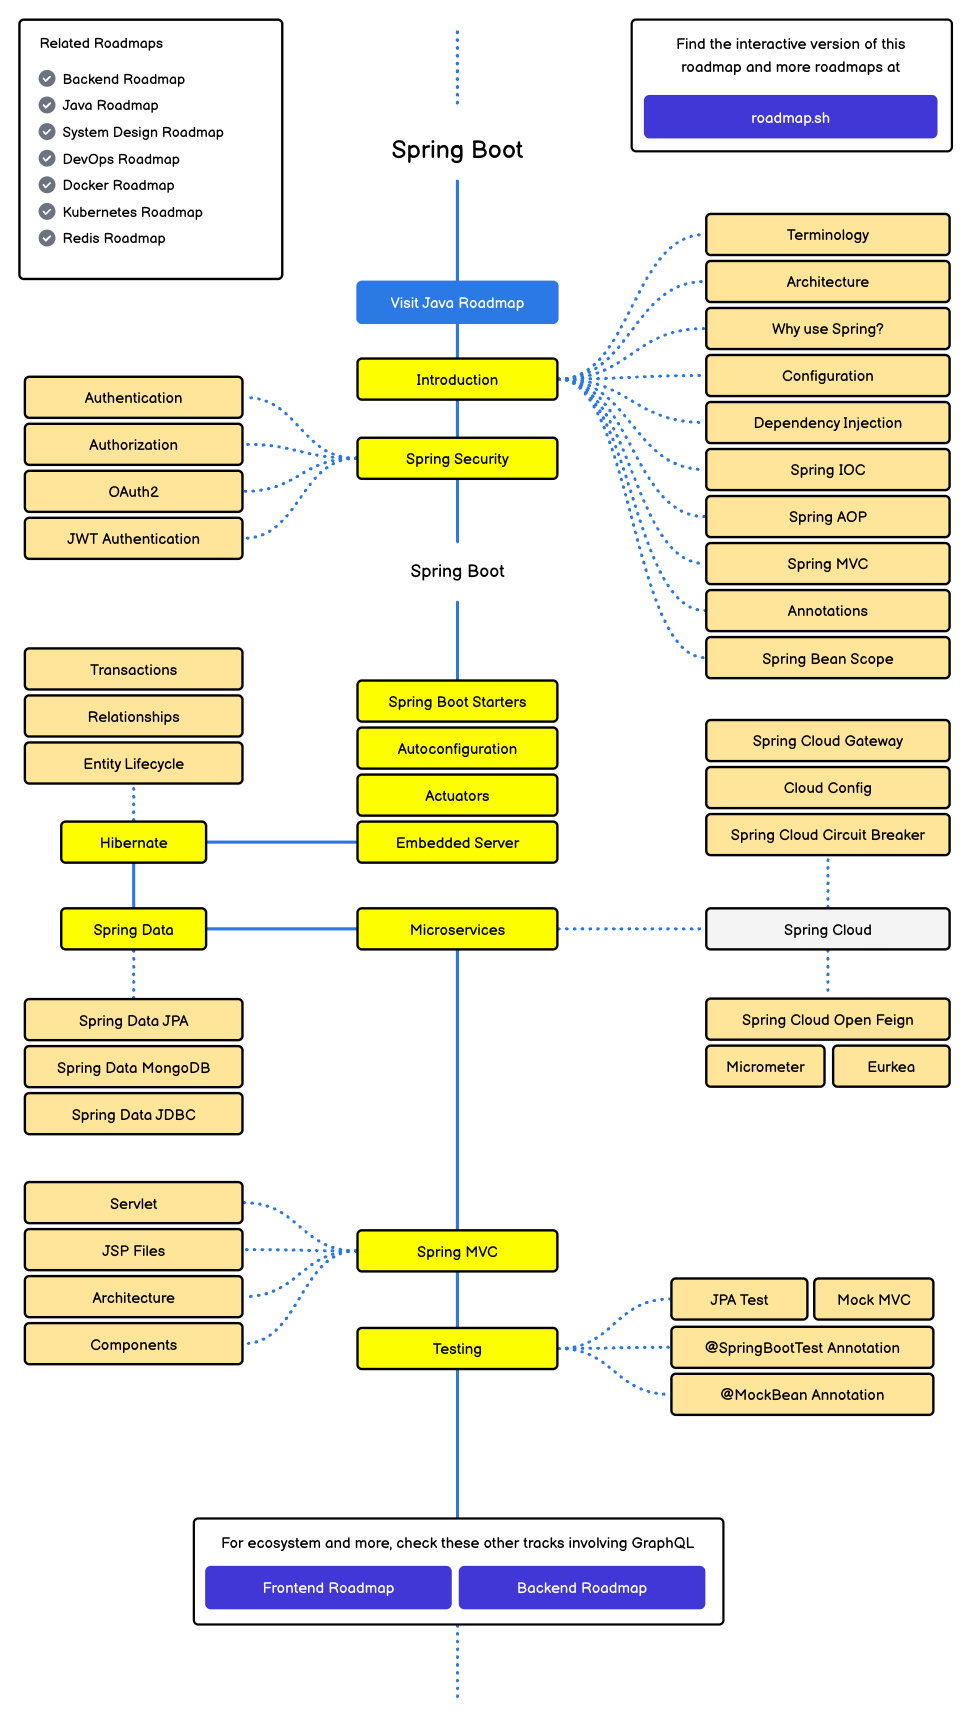 Related Roadmaps
Backend Roadmap
Java Roadmap
System Design Roadmap
DevOps Roadmap
Docker Roadmap
Kubernetes Roadmap
Redis Roadmap
Find the interactive version of this
roadmap and more roadmaps at
roadmap.sh
Spring Boot
Visit Java Roadmap
Introduction
Terminology
Architecture
Why use Spring?
Configuration
Dependency Injection
Spring IOC
Spring AOP
Spring MVC
Annotations
Spring Bean Scope
Authentication
Authorization
OAuth2
JWT Authentication
Spring Security
Spring Boot
Spring Boot Starters
Autoconfiguration
Actuators
Embedded Server
Transactions
Relationships
Entity Lifecycle
Hibernate
Spring Data
Microservices
Spring Cloud Gateway
Cloud Config
Spring Cloud Circuit Breaker
Spring Cloud
Spring Cloud Open Feign
Micrometer
Eurkea
Spring Data JPA
Spring Data MongoDB
Spring Data JDBC
Servlet
JSP Files
Architecture
Components
Spring MVC
Testing
JPA Test
Mock MVC
@SpringBootTest Annotation
@MockBean Annotation
For ecosystem and more, check these other tracks involving GraphQL
Frontend Roadmap
Backend Roadmap